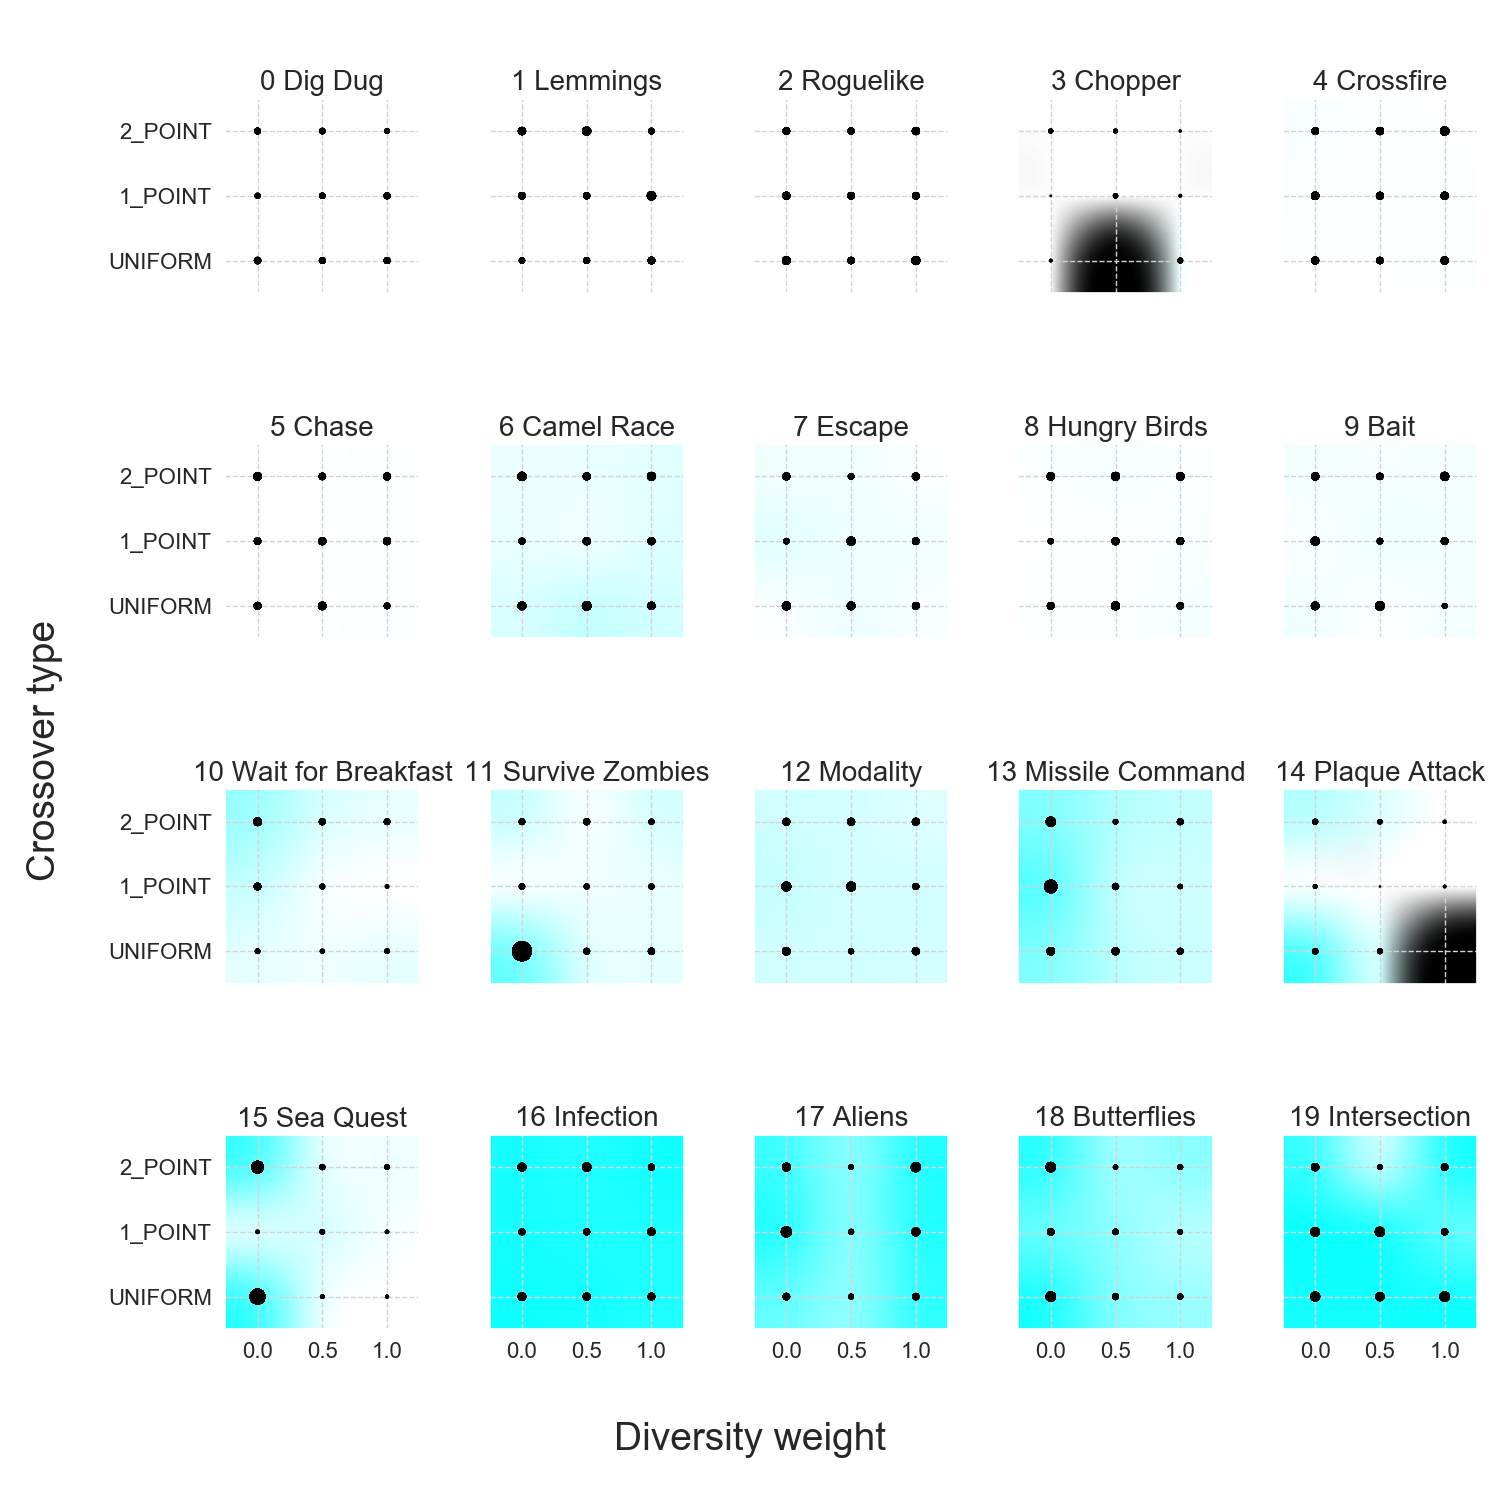 0 Dig Dug 1 Lemmings 2 Roguelike 3 Chopper 4 Crossfire
2_POINT
1_POINT
UNIFORM
5 Chase 6 Camel Race 7 Escape 8 Hungry Birds 9 Bait
2_POINT
1_POINT
UNIFORM
Crossover type
10 Wait for Breakfast 11 Survive Zombies 12 Modality 13 Missile Command 14 Plaque Attack
2_POINT
1_POINT
UNIFORM
15 Sea Quest 16 Infection 17 Aliens 18 Butterflies 19 Intersection
2_POINT
1_POINT
UNIFORM
0.0 0.5 1.0 0.0 0.5 1.0 0.0 0.5 1.0 0.0 0.5 1.0 0.0 0.5 1.0
Diversity weight